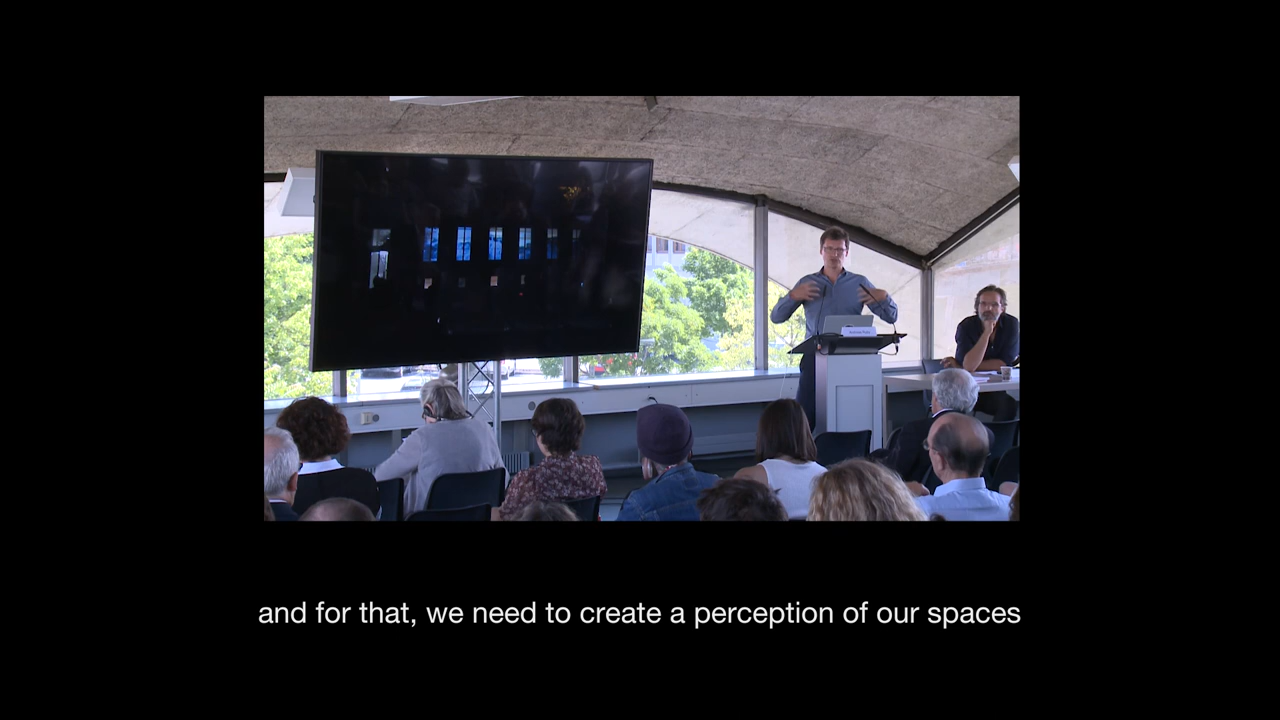 and for that, we need to create a perception of our spaces